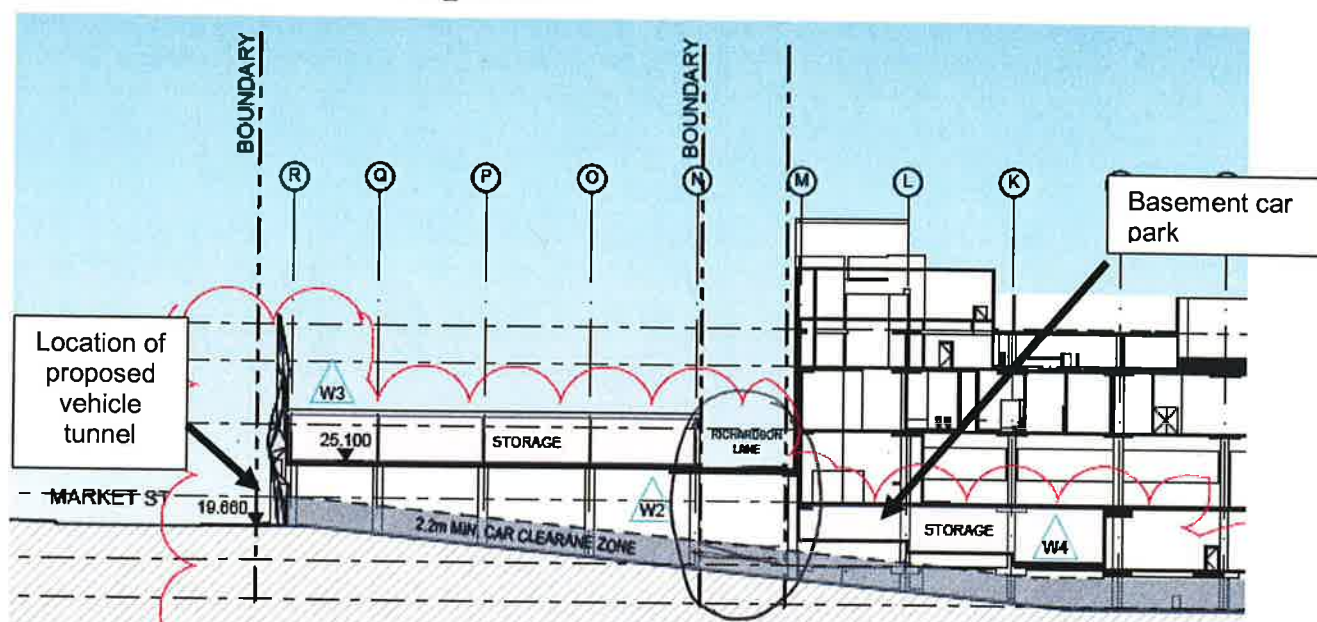 BOUNDARY
BOUNDARY
R
Q
P
O
N
M
L
K
Basement car
park
Location of
proposed
vehicle
tunnel
W3
25.100
STORAGE
RICHARDSON
LANE
MARKET ST
19.660
W2
2.2m MIN. CAR CLEARANE ZONE
STORAGE
W4